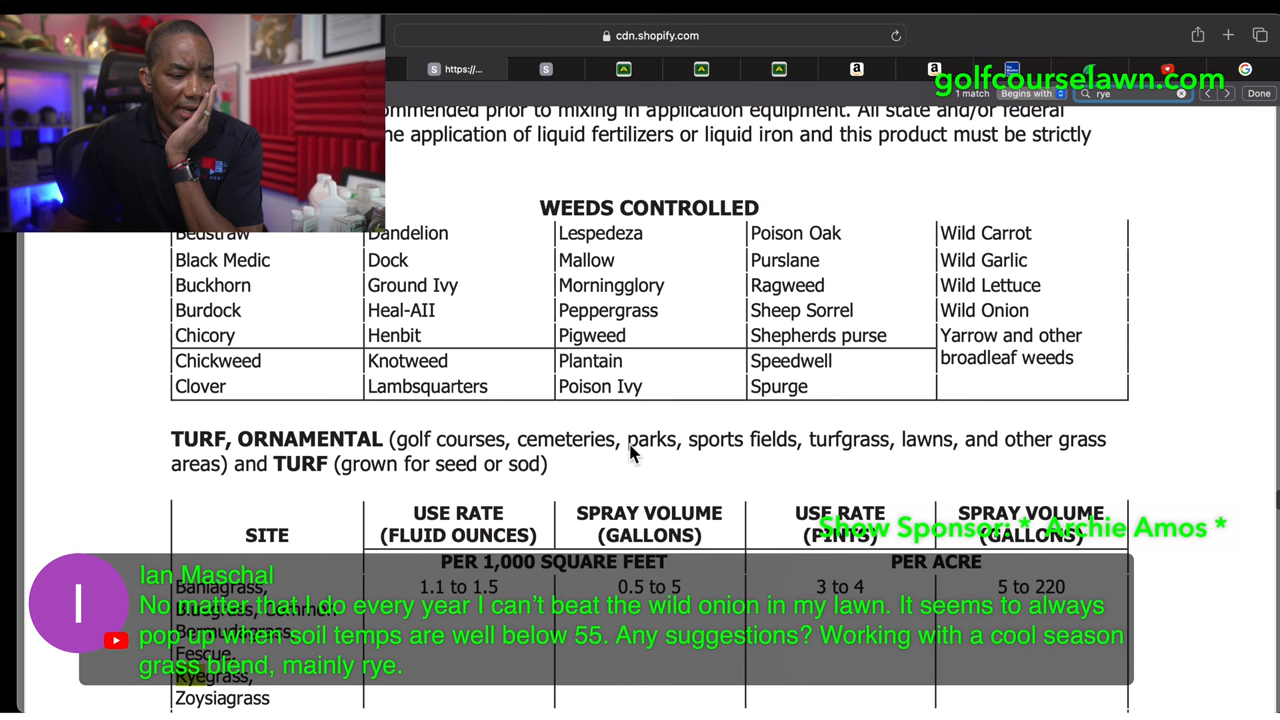 cdn.shopify.com
https://...
golfcourselawn.com
1 match Begins with rye Done
ommended prior to mixing in application equipment. All state and/or federal
he application of liquid fertilizers or liquid iron and this product must be strictly
WEEDS CONTROLLED
Bedstraw Dandelion Lespedeza Poison Oak Wild Carrot
Black Medic Dock Mallow Purslane Wild Garlic
Buckhorn Ground Ivy Morningglory Ragweed Wild Lettuce
Burdock Heal-AII Peppergrass Sheep Sorrel Wild Onion
Chicory Henbit Pigweed Shepherds purse Yarrow and other
Chickweed Knotweed Plantain Speedwell broadleaf weeds
Clover Lambsquarters Poison Ivy Spurge
TURF, ORNAMENTAL (golf courses, cemeteries, parks, sports fields, turfgrass, lawns, and other grass
areas) and TURF (grown for seed or sod)
SITE USE RATE (FLUID OUNCES) SPRAY VOLUME (GALLONS) USE RATE (PINTS) SPRAY VOLUME (GALLONS)
Show Sponsor: * Archie Amos *
PER 1,000 SQUARE FEET PER ACRE
Bahiagrass, 1.1 to 1.5 0.5 to 5 3 to 4 5 to 220
Bermudagrass,
Fescue,
Ryegrass,
Zoysiagrass
I
Ian Maschal
No matter that I do every year I can't beat the wild onion in my lawn. It seems to always
pop up when soil temps are well below 55. Any suggestions? Working with a cool season
grass blend, mainly rye.